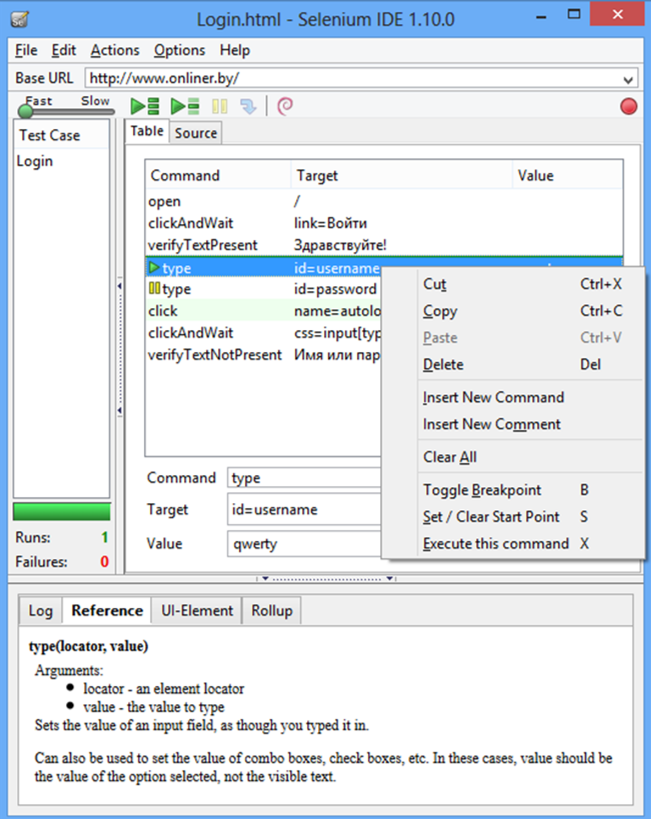 Login.html - Selenium IDE 1.10.0
File Edit Actions Options Help
Base URL http://www.onliner.by/
Fast Slow
Test Case
Login
Table Source
Command Target Value
open /
clickAndWait link=Войти
verifyTextPresent Здравствуйте!
type id=username
type id=password
click name=autolo
clickAndWait css=input[typ
verifyTextNotPresent Имя или пар
Cut Ctrl+X
Copy Ctrl+C
Paste Ctrl+V
Delete Del
Insert New Command
Insert New Comment
Clear All
Toggle Breakpoint B
Set / Clear Start Point S
Execute this command X
Command type
Target id=username
Value qwerty
Runs: 1
Failures: 0
Log Reference UI-Element Rollup
type(locator, value)
Arguments:
• locator - an element locator
• value - the value to type
Sets the value of an input field, as though you typed it in.
Can also be used to set the value of combo boxes, check boxes, etc. In these cases, value should be
the value of the option selected, not the visible text.